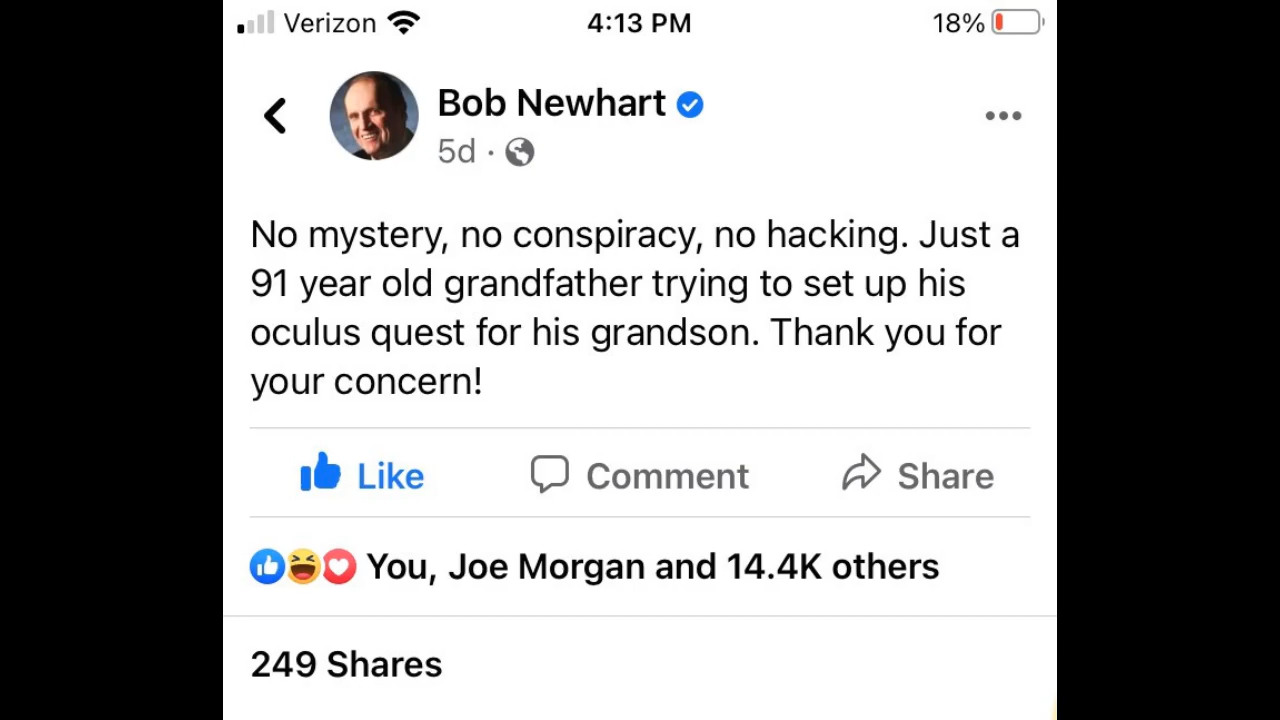 Verizon 4:13 PM 18%
Bob Newhart
5d ·
No mystery, no conspiracy, no hacking. Just a
91 year old grandfather trying to set up his
oculus quest for his grandson. Thank you for
your concern!
Like Comment Share
You, Joe Morgan and 14.4K others
249 Shares